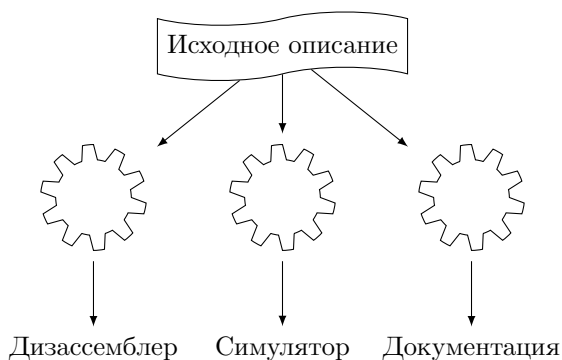 Исходное описание
Дизассемблер
Симулятор
Документация